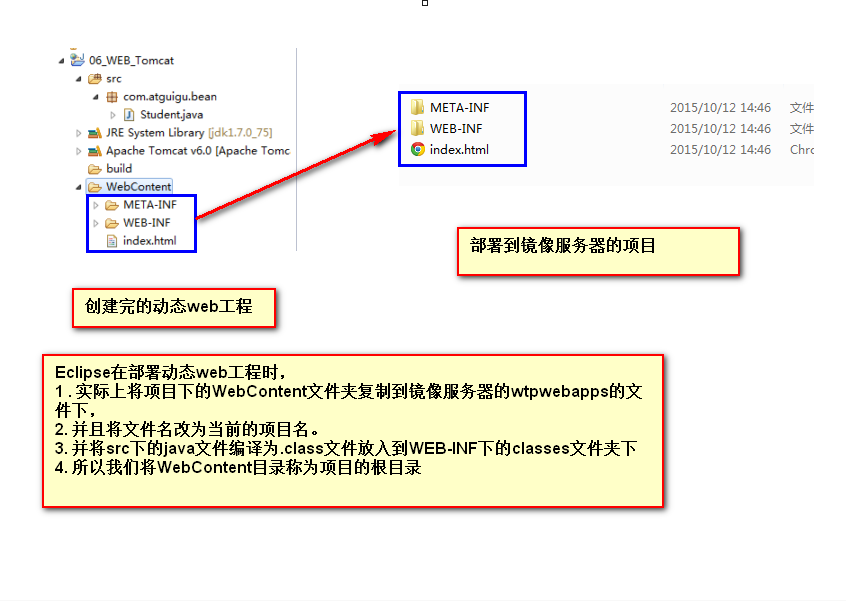 06_WEB_Tomcat
src
com.atguigu.bean
Student.java
JRE System Library [jdk1.7.0_75]
Apache Tomcat v6.0 [Apache Tomc
build
WebContent
META-INF
WEB-INF
index.html
META-INF 2015/10/12 14:46 文件
WEB-INF 2015/10/12 14:46 文件
index.html 2015/10/12 14:46 Chro
部署到镜像服务器的项目
创建完的动态web工程
Eclipse在部署动态web工程时，
1 . 实际上将项目下的WebContent文件夹复制到镜像服务器的wtpwebapps的文
件下，
2. 并且将文件名改为当前的项目名。
3. 并将src下的java文件编译为.class文件放入到WEB-INF下的classes文件夹下
4. 所以我们将WebContent目录称为项目的根目录